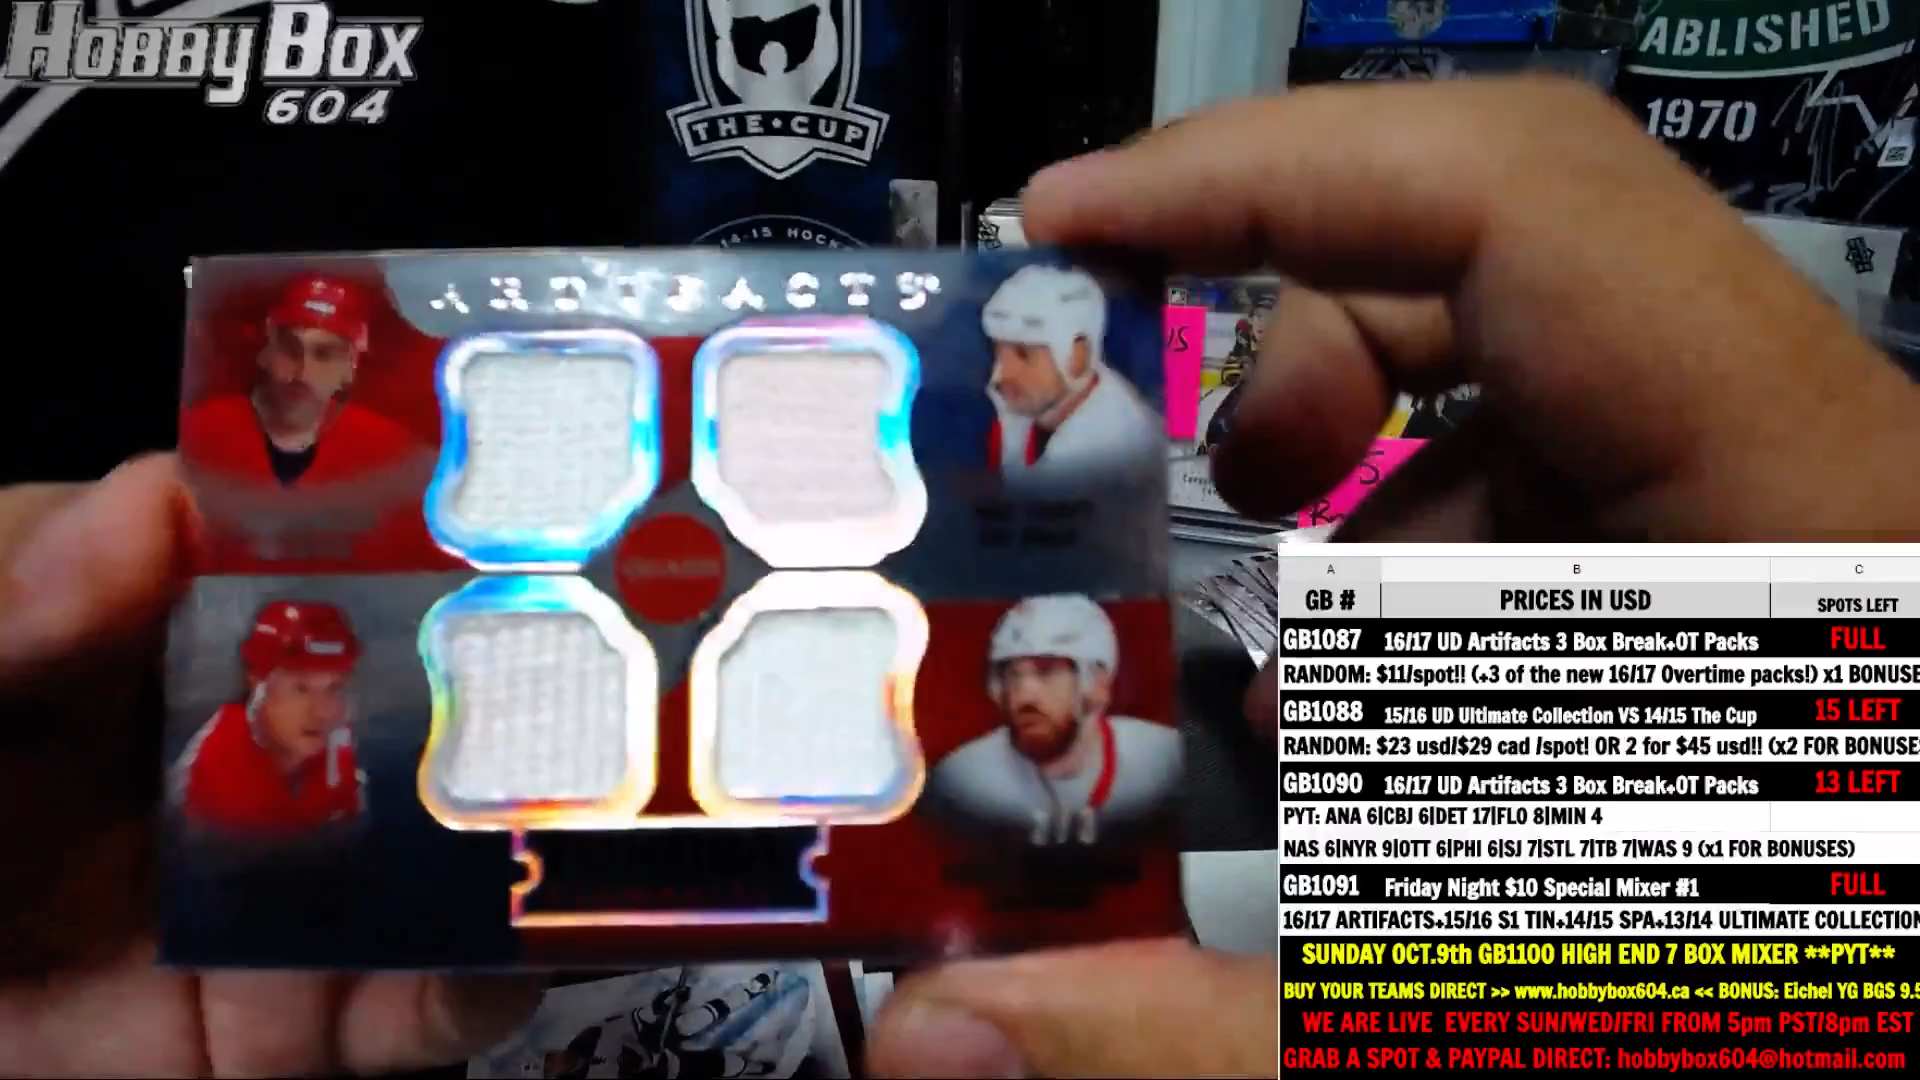 HOBBY BOX
604
THE CUP
14-15 HOCK
ABLISHED
1970
ARTIFACTS
A B C
GB # PRICES IN USD SPOTS LEFT
GB1087 16/17 UD Artifacts 3 Box Break+OT Packs FULL
RANDOM: $11/spot!! (+3 of the new 16/17 Overtime packs!) x1 BONUSE
GB1088 15/16 UD Ultimate Collection VS 14/15 The Cup 15 LEFT
RANDOM: $23 usd/$29 cad /spot! OR 2 for $45 usd!! (x2 FOR BONUSE
GB1090 16/17 UD Artifacts 3 Box Break+OT Packs 13 LEFT
PYT: ANA 6|CBJ 6|DET 17|FLO 8|MIN 4
NAS 6|NYR 9|OTT 6|PHI 6|SJ 7|STL 7|TB 7|WAS 9 (x1 FOR BONUSES)
GB1091 Friday Night $10 Special Mixer #1 FULL
16/17 ARTIFACTS+15/16 S1 TIN+14/15 SPA+13/14 ULTIMATE COLLECTION
SUNDAY OCT.9th GB1100 HIGH END 7 BOX MIXER **PYT**
BUY YOUR TEAMS DIRECT >> www.hobbybox604.ca << BONUS: Eichel YG BGS 9.5
WE ARE LIVE EVERY SUN/WED/FRI FROM 5pm PST/8pm EST
GRAB A SPOT & PAYPAL DIRECT: hobbybox604@hotmail.com